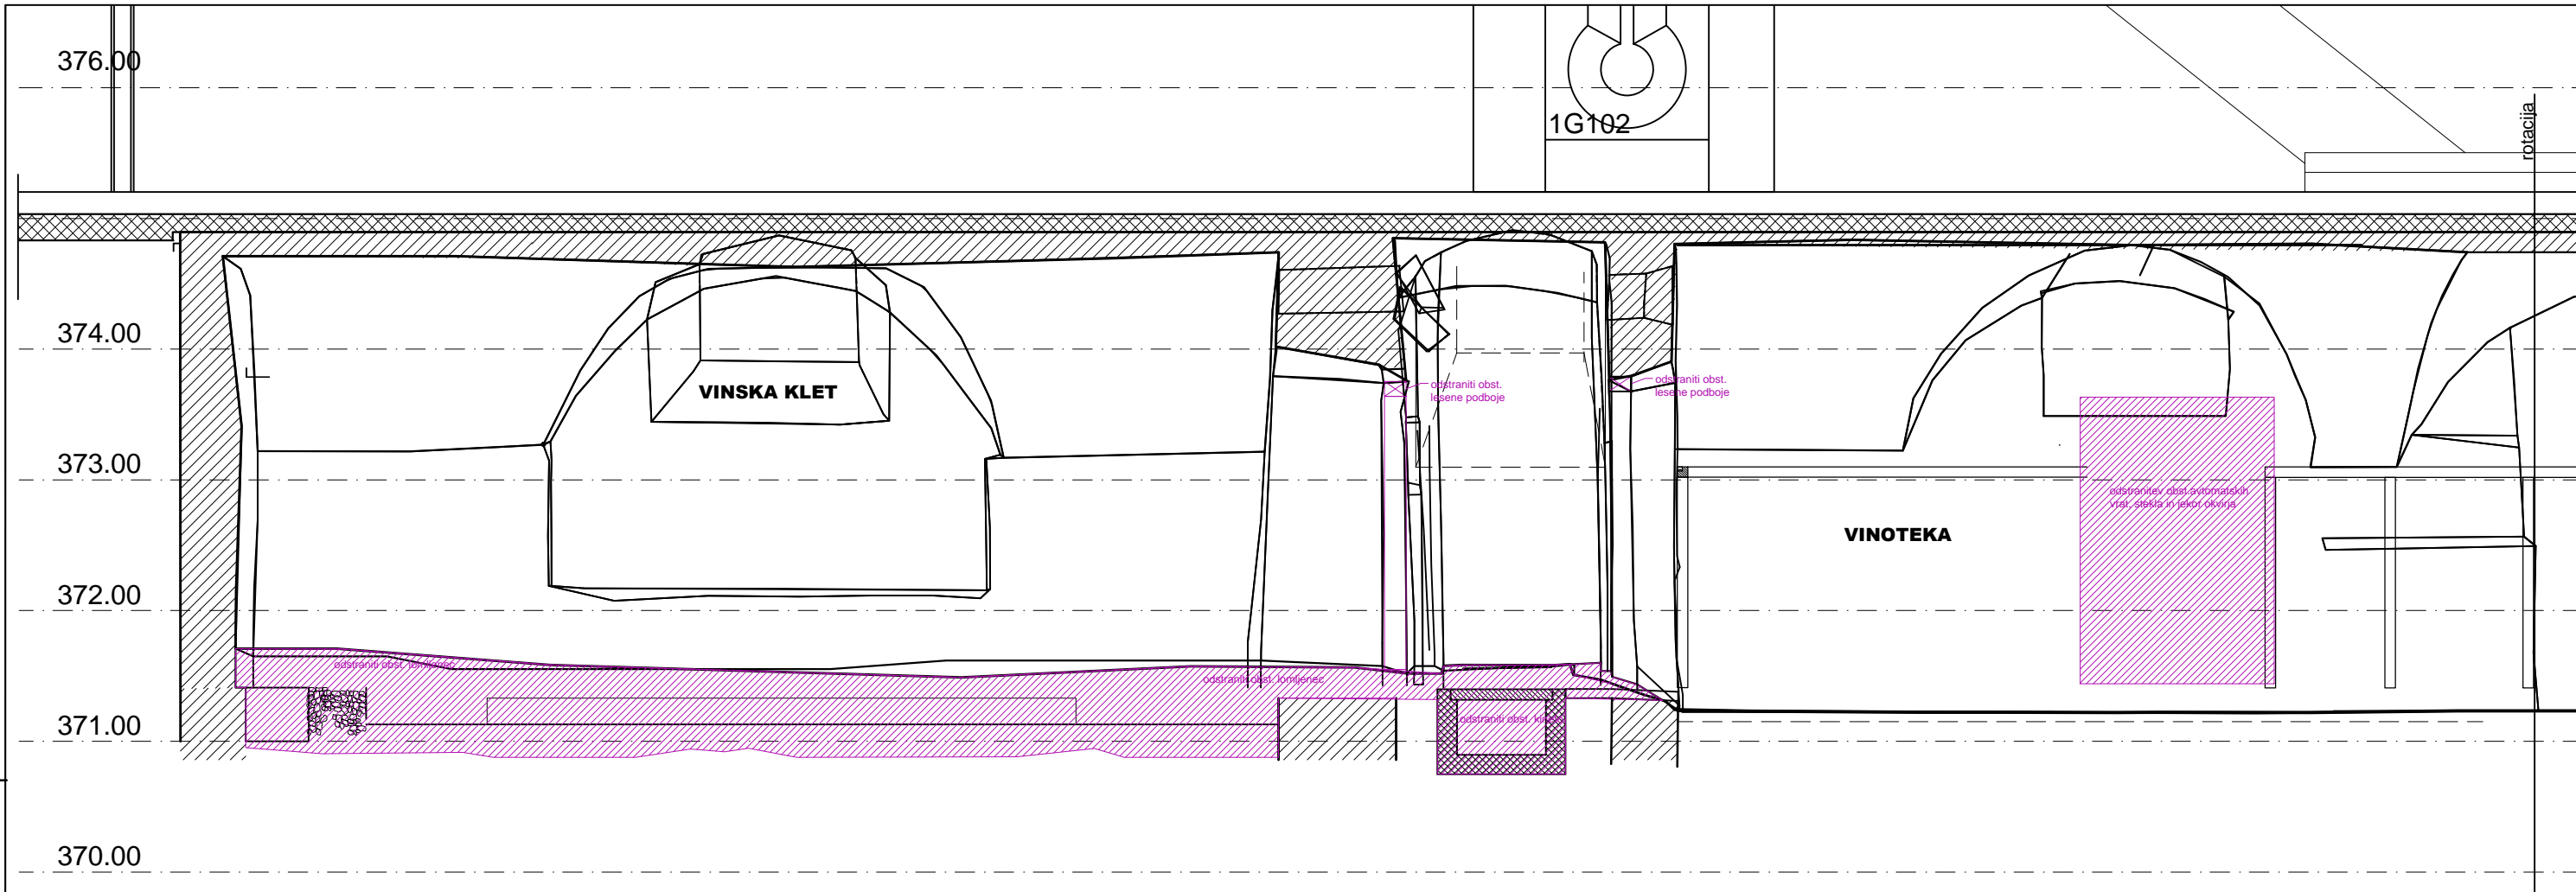 376.00
1G102
rotacija
374.00
VINSKA KLET
odstraniti obst.
lesene podboje
odstraniti obst.
lesene podboje
373.00
odstranitev obst.avtomatskih
vrat, stekla in jekor okvirja
VINOTEKA
372.00
odstraniti obst. lomljenec
odstraniti obst. lomljenec
371.00
odstraniti obst.
370.00